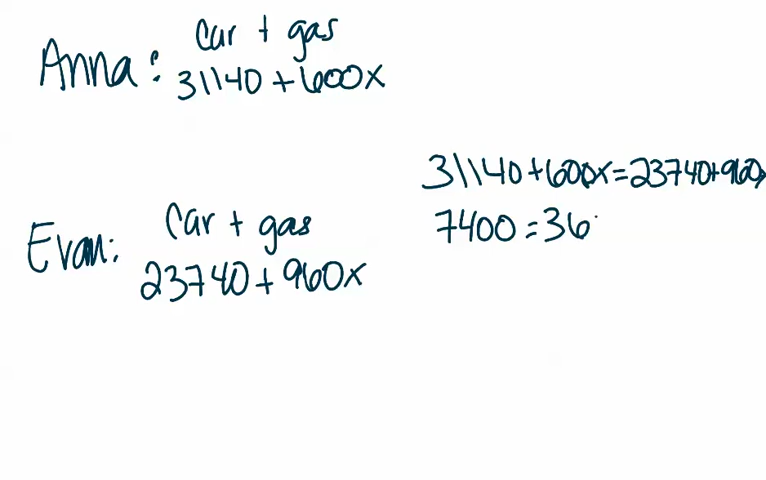 Car + gas
Anna: 31140 + 600x
31140+600x=23740+960x
7400 = 36
Car + gas
Evan: 23740 + 960x